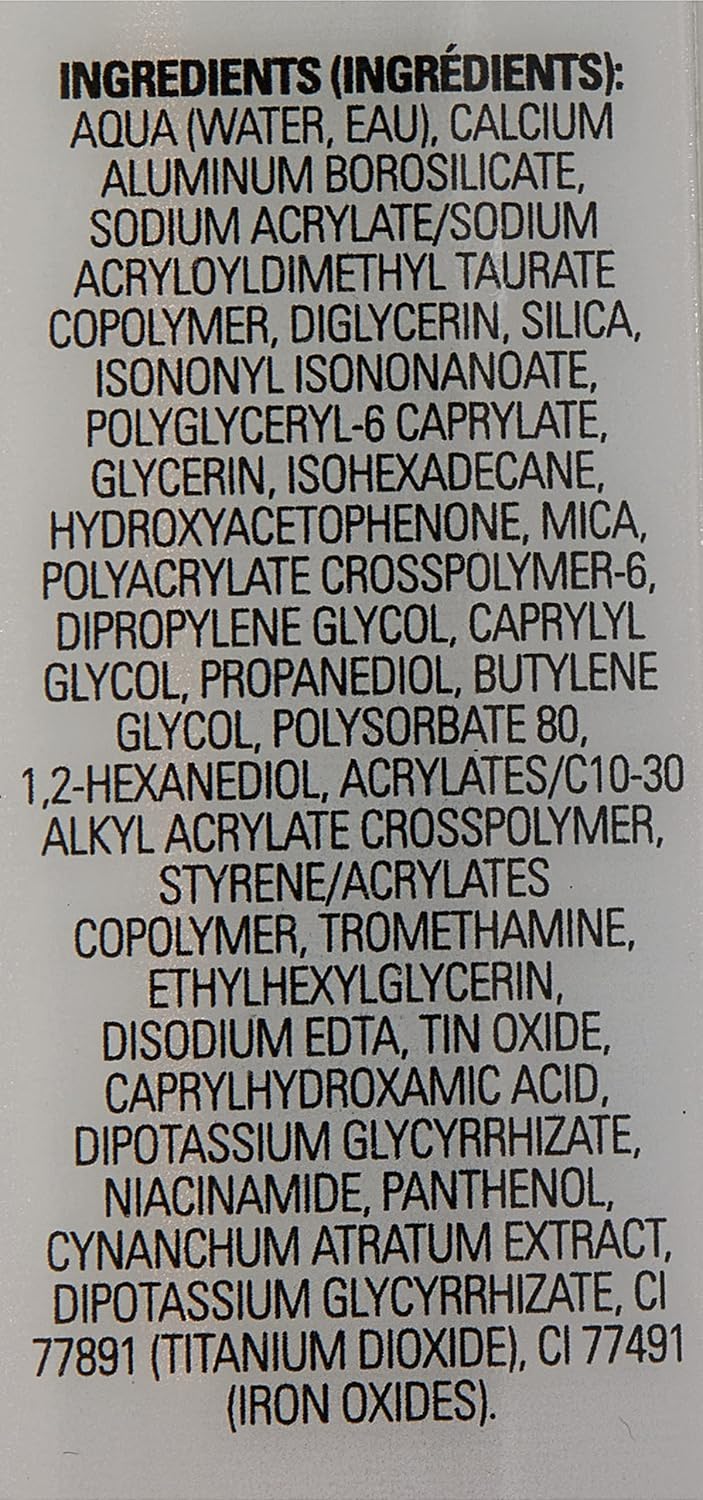 INGREDIENTS (INGRÉDIENTS):
AQUA (WATER, EAU), CALCIUM
ALUMINUM BOROSILICATE,
SODIUM ACRYLATE/SODIUM
ACRYLOYLDIMETHYL TAURATE
COPOLYMER, DIGLYCERIN, SILICA,
ISONONYL ISONONANOATE,
POLYGLYCERYL-6 CAPRYLATE,
GLYCERIN, ISOHEXADECANE,
HYDROXYACETOPHENONE, MICA,
POLYACRYLATE CROSSPOLYMER-6,
DIPROPYLENE GLYCOL, CAPRYLYL
GLYCOL, PROPANEDIOL, BUTYLENE
GLYCOL, POLYSORBATE 80,
1,2-HEXANEDIOL, ACRYLATES/C10-30
ALKYL ACRYLATE CROSSPOLYMER,
STYRENE/ACRYLATES
COPOLYMER, TROMETHAMINE,
ETHYLHEXYLGLYCERIN,
DISODIUM EDTA, TIN OXIDE,
CAPRYLHYDROXAMIC ACID,
DIPOTASSIUM GLYCYRRHIZATE,
NIACINAMIDE, PANTHENOL,
CYNANCHUM ATRATUM EXTRACT,
DIPOTASSIUM GLYCYRRHIZATE, CI
77891 (TITANIUM DIOXIDE), CI 77491
(IRON OXIDES).